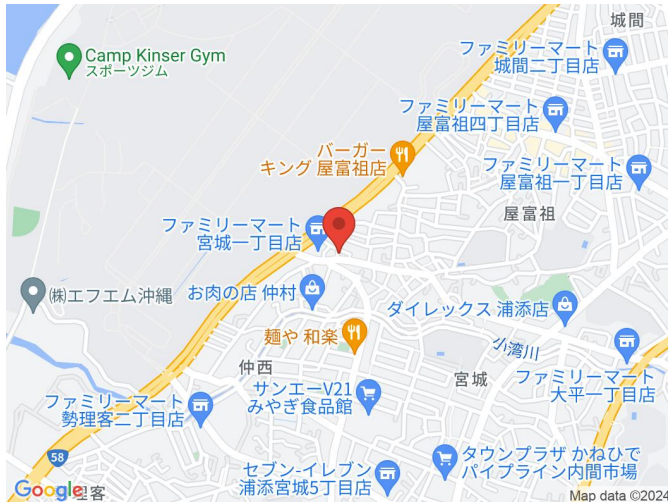 城間
Camp Kinser Gym
スポーツジム
ファミリーマート
城間二丁目店
ファミリーマート
屋富祖四丁目店
バーガー
キング 屋富祖店
ファミリーマート
屋富祖一丁目店
屋富祖
ファミリーマート
宮城一丁目店
㈱エフエム沖縄
お肉の店 仲村
ダイレックス 浦添店
麺や 和楽
小湾川
仲西
宮城
サンエーV21
みやぎ食品館
ファミリーマート
大平一丁目店
ファミリーマート
勢理客二丁目店
58
タウンプラザ かねひで
パイプライン内間市場
セブン-イレブン
浦添宮城5丁目店
Google
理客
Map data ©2024